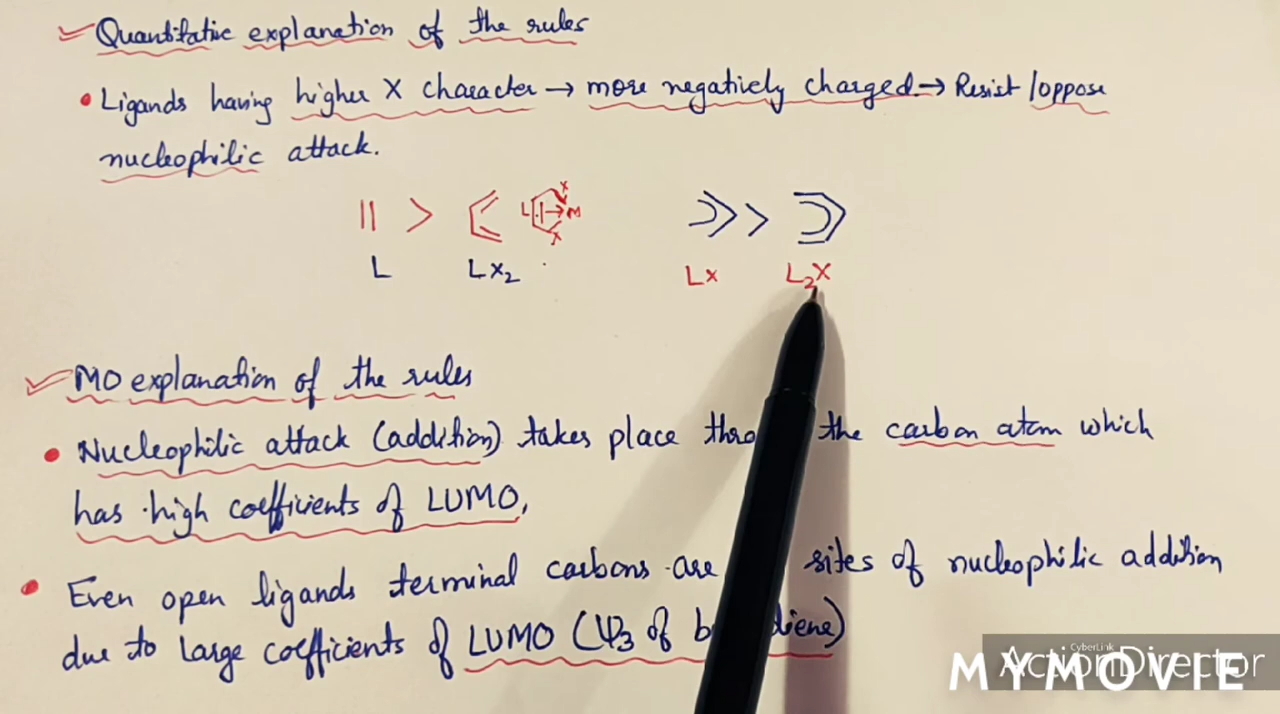 Quantitative explanation of the rules
• Ligands having higher X character → more negatively charged → Resist /oppose
nucleophilic attack.
|| > L X M X >
L LX₂ LX L₂X
MO explanation of the rules
• Nucleophilic attack (addition) takes place the carbon atom which
has high coefficients of LUMO,
• Even open ligands terminal carbons are sites of nucleophilic addition
due to large coefficients of LUMO (Ψ₃ of
CyberLink
ActionDirector
MYMOVIE